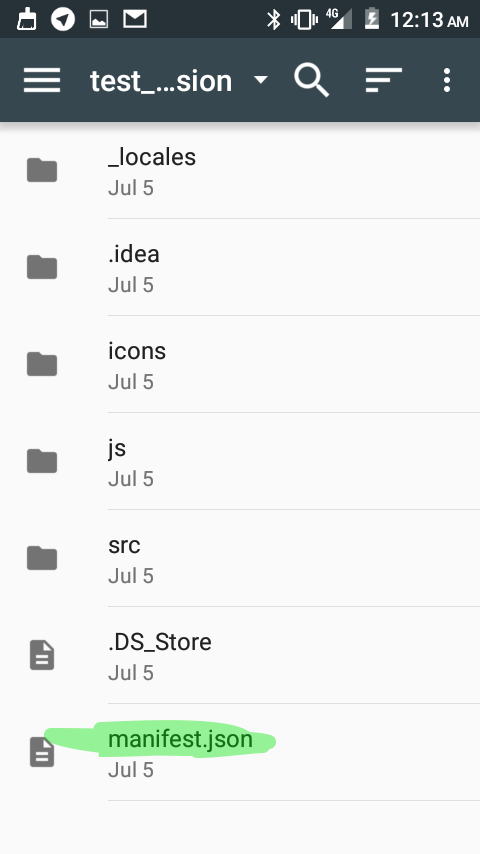 4G 12:13 AM
test_...sion
_locales
Jul 5
.idea
Jul 5
icons
Jul 5
js
Jul 5
src
Jul 5
.DS_Store
Jul 5
manifest.json
Jul 5